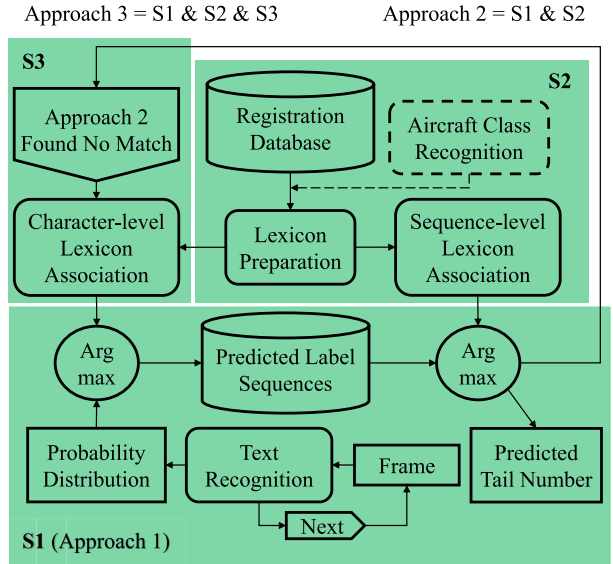 Approach 3 = S1 & S2 & S3
Approach 2 = S1 & S2
S3
S2
Approach 2
Found No Match
Registration
Database
Aircraft Class
Recognition
Character-level
Lexicon
Association
Lexicon
Preparation
Sequence-level
Lexicon
Association
Arg
max
Predicted Label
Sequences
Arg
max
Probability
Distribution
Text
Recognition
Frame
Predicted
Tail Number
Next
S1 (Approach 1)